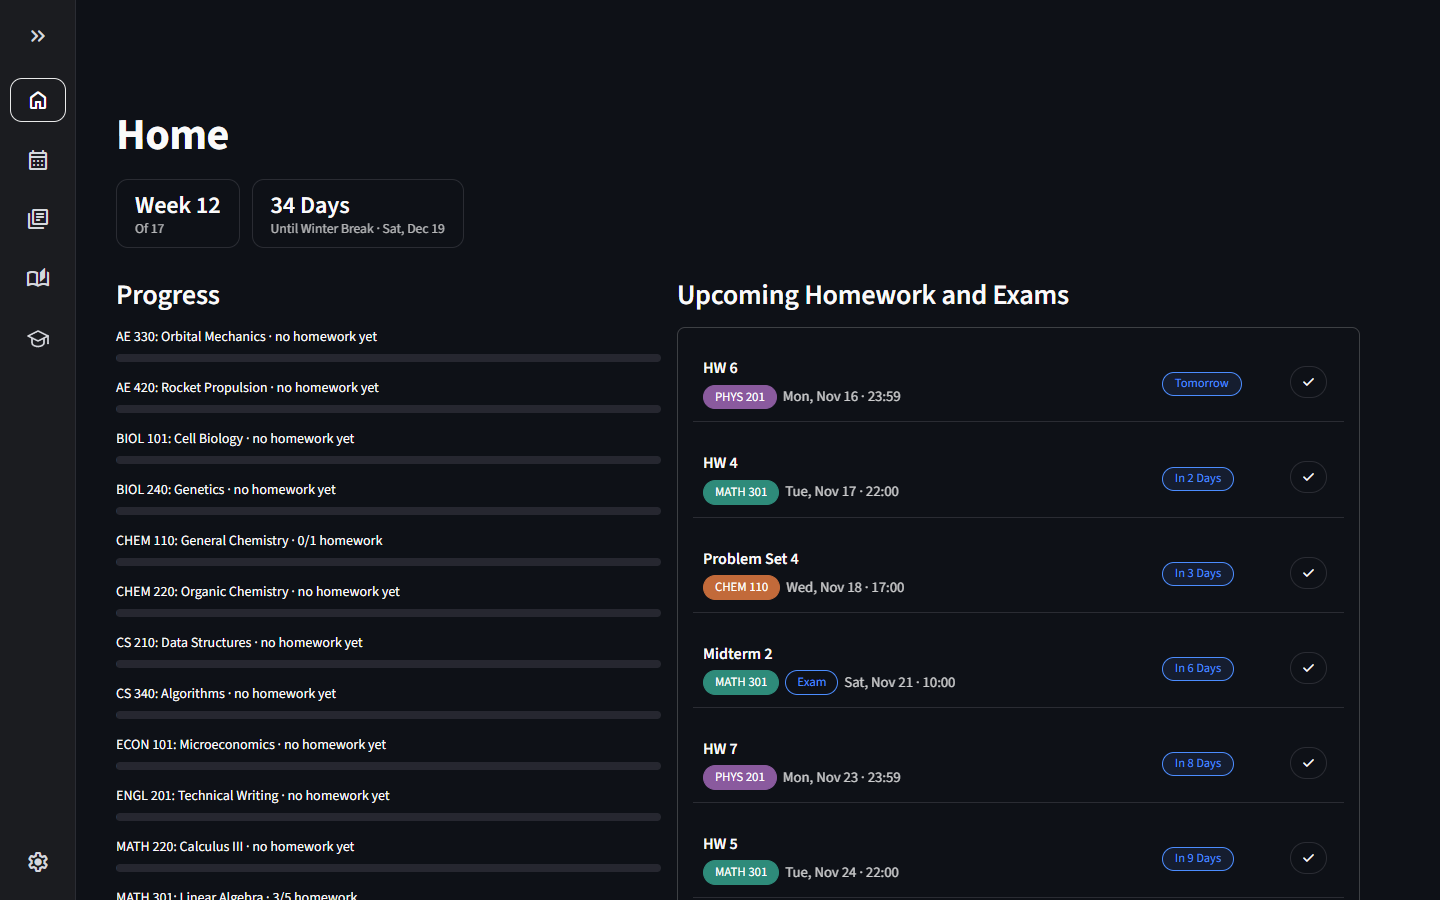 Home
Week 12
Of 17
34 Days
Until Winter Break · Sat, Dec 19
Progress
AE 330: Orbital Mechanics · no homework yet
AE 420: Rocket Propulsion · no homework yet
BIOL 101: Cell Biology · no homework yet
BIOL 240: Genetics · no homework yet
CHEM 110: General Chemistry · 0/1 homework
CHEM 220: Organic Chemistry · no homework yet
CS 210: Data Structures · no homework yet
CS 340: Algorithms · no homework yet
ECON 101: Microeconomics · no homework yet
ENGL 201: Technical Writing · no homework yet
MATH 220: Calculus III · no homework yet
MATH 301: Linear Algebra · 3/5 homework
Upcoming Homework and Exams
HW 6
PHYS 201 Mon, Nov 16 · 23:59
Tomorrow
HW 4
MATH 301 Tue, Nov 17 · 22:00
In 2 Days
Problem Set 4
CHEM 110 Wed, Nov 18 · 17:00
In 3 Days
Midterm 2
MATH 301 Exam Sat, Nov 21 · 10:00
In 6 Days
HW 7
PHYS 201 Mon, Nov 23 · 23:59
In 8 Days
HW 5
MATH 301 Tue, Nov 24 · 22:00
In 9 Days